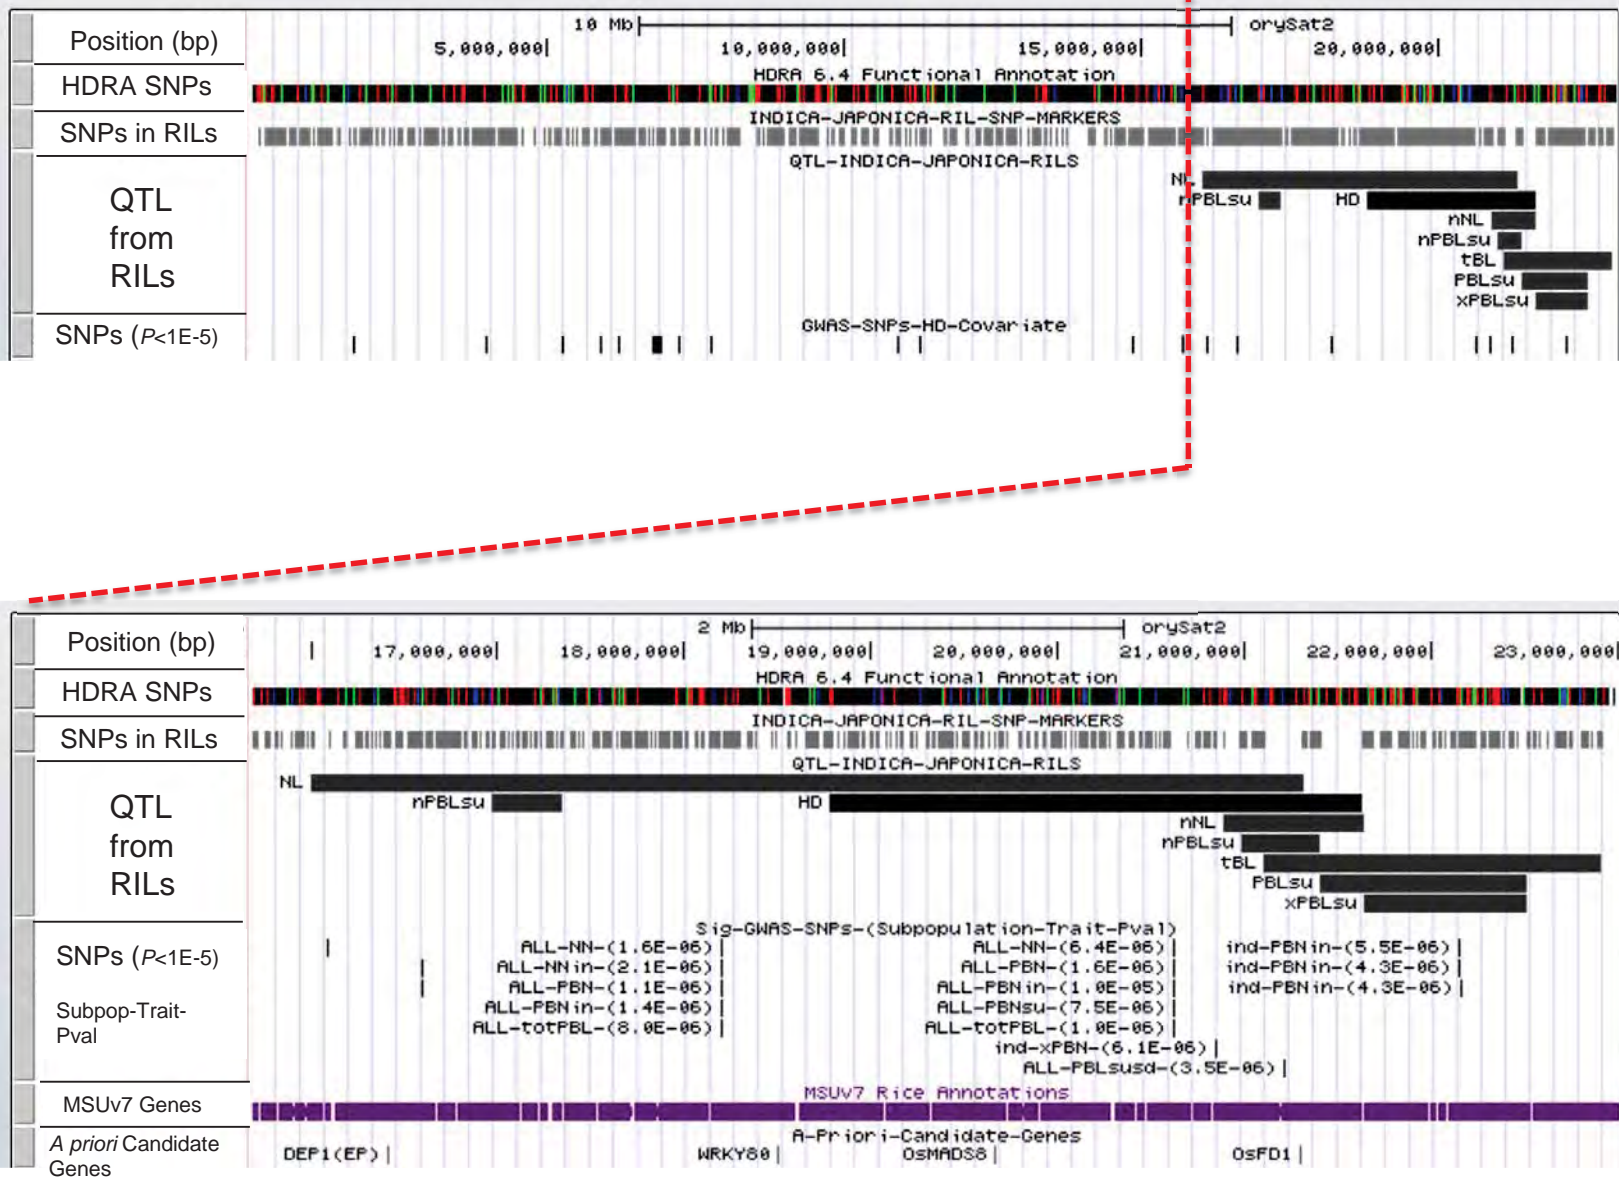 10 Mb orySat2
Position (bp) 5,000,000| 10,000,000| 15,000,000| 20,000,000|
HDRA 6.4 Functional Annotation
HDRA SNPs
INDICA-JAPONICA-RIL-SNP-MARKERS
SNPs in RILs
QTL-INDICA-JAPONICA-RILS
QTL
from
RILs
NL
nPBLsu HD
nNL
nPBLsu
tBL
PBLsu
xPBLsu
GWAS-SNPs-HD-Covariate
SNPs (P<1E-5)
2 Mb orySat2
Position (bp) | 17,000,000| 18,000,000| 19,000,000| 20,000,000| 21,000,000| 22,000,000| 23,000,000|
HDRA 6.4 Functional Annotation
HDRA SNPs
INDICA-JAPONICA-RIL-SNP-MARKERS
SNPs in RILs
QTL-INDICA-JAPONICA-RILS
QTL
from
RILs
NL
nPBLsu HD
nNL
nPBLsu
tBL
PBLsu
xPBLsu
Sig-GWAS-SNPs-(Subpopulation-Trait-Pval)
SNPs (P<1E-5)
Subpop-Trait-
Pval
ALL-NN-(1.6E-06)| ALL-NN-(6.4E-06)| ind-PBNin-(5.5E-06)|
ALL-NNin-(2.1E-06)| ALL-PBN-(1.6E-06)| ind-PBNin-(4.3E-06)|
ALL-PBN-(1.1E-06)| ALL-PBNin-(1.0E-05)| ind-PBNin-(4.3E-06)|
ALL-PBNin-(1.4E-06)| ALL-PBNsu-(7.5E-06)|
ALL-totPBL-(8.0E-06)| ALL-totPBL-(1.0E-06)|
ind-xPBN-(6.1E-06)|
ALL-PBLsusd-(3.5E-06)|
MSUv7 Rice Annotations
MSUv7 Genes
A-Priori-Candidate-Genes
A priori Candidate
Genes
DEP1(EP)| WRKY80| OsMADS8| OsFD1|